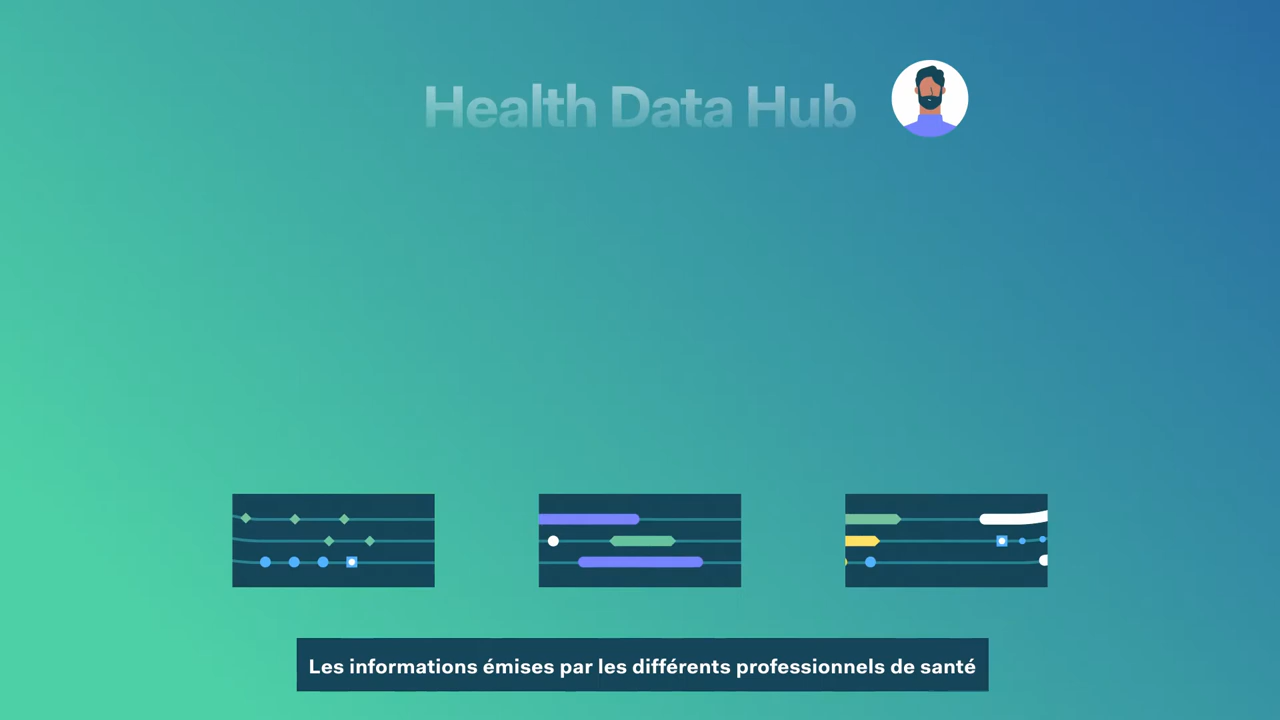 Health Data Hub
Les informations émises par les différents professionnels de santé